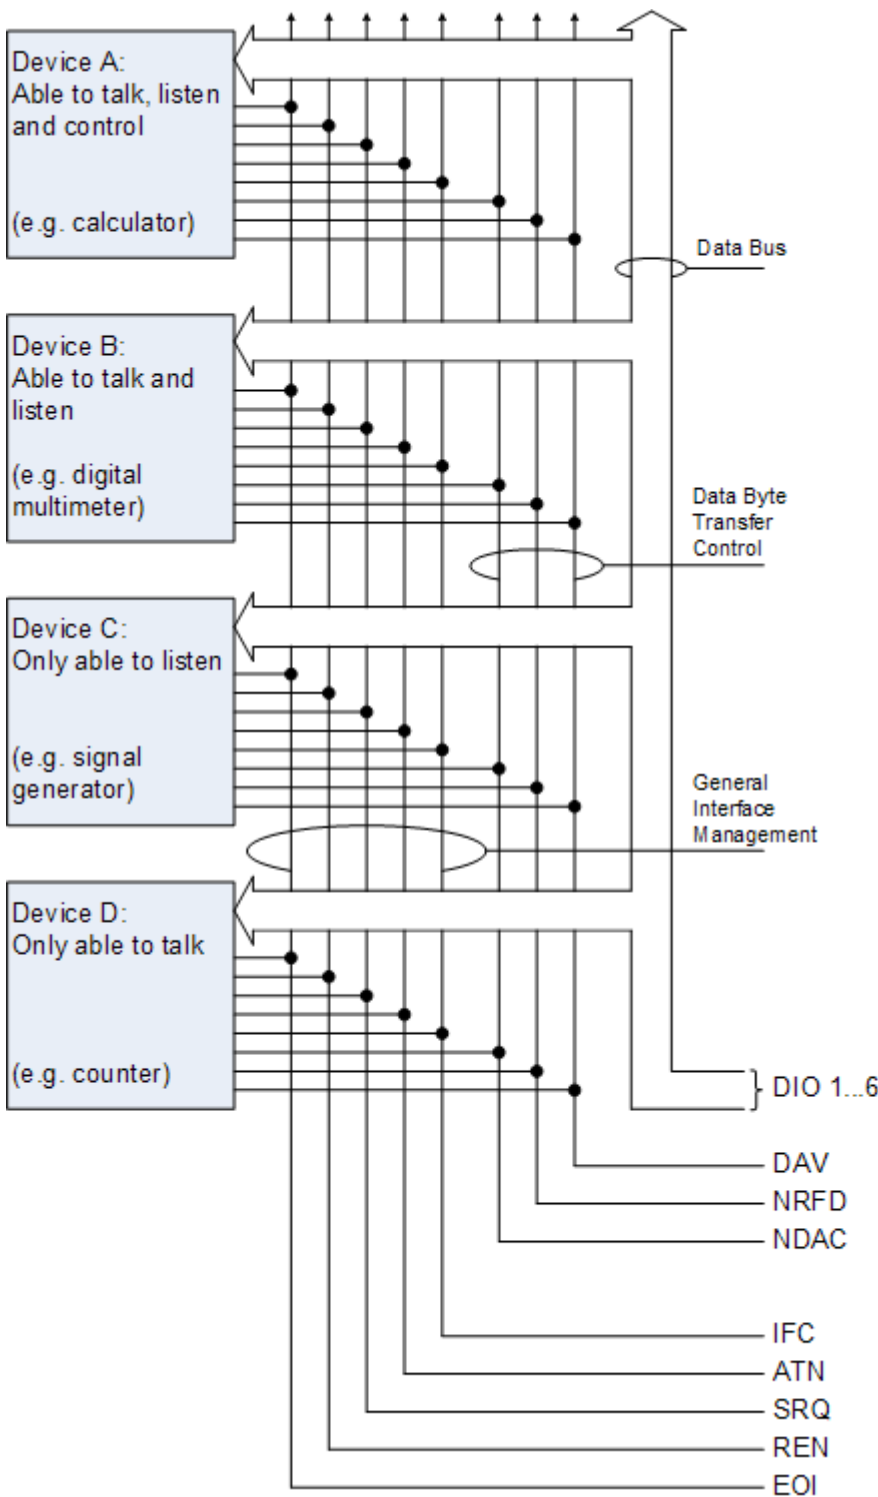 Device A:
Able to talk, listen
and control
(e.g. calculator)
Data Bus
Device B:
Able to talk and
listen
(e.g. digital
multimeter)
Data Byte
Transfer
Control
Device C:
Only able to listen
(e.g. signal
generator)
General
Interface
Management
Device D:
Only able to talk
(e.g. counter)
DIO 1...6
DAV
NRFD
NDAC
IFC
ATN
SRQ
REN
EOI